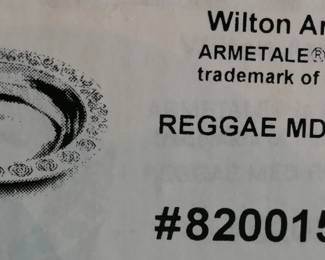 Wilton Ar
ARMETALE®
trademark of
REGGAE MD
#820015